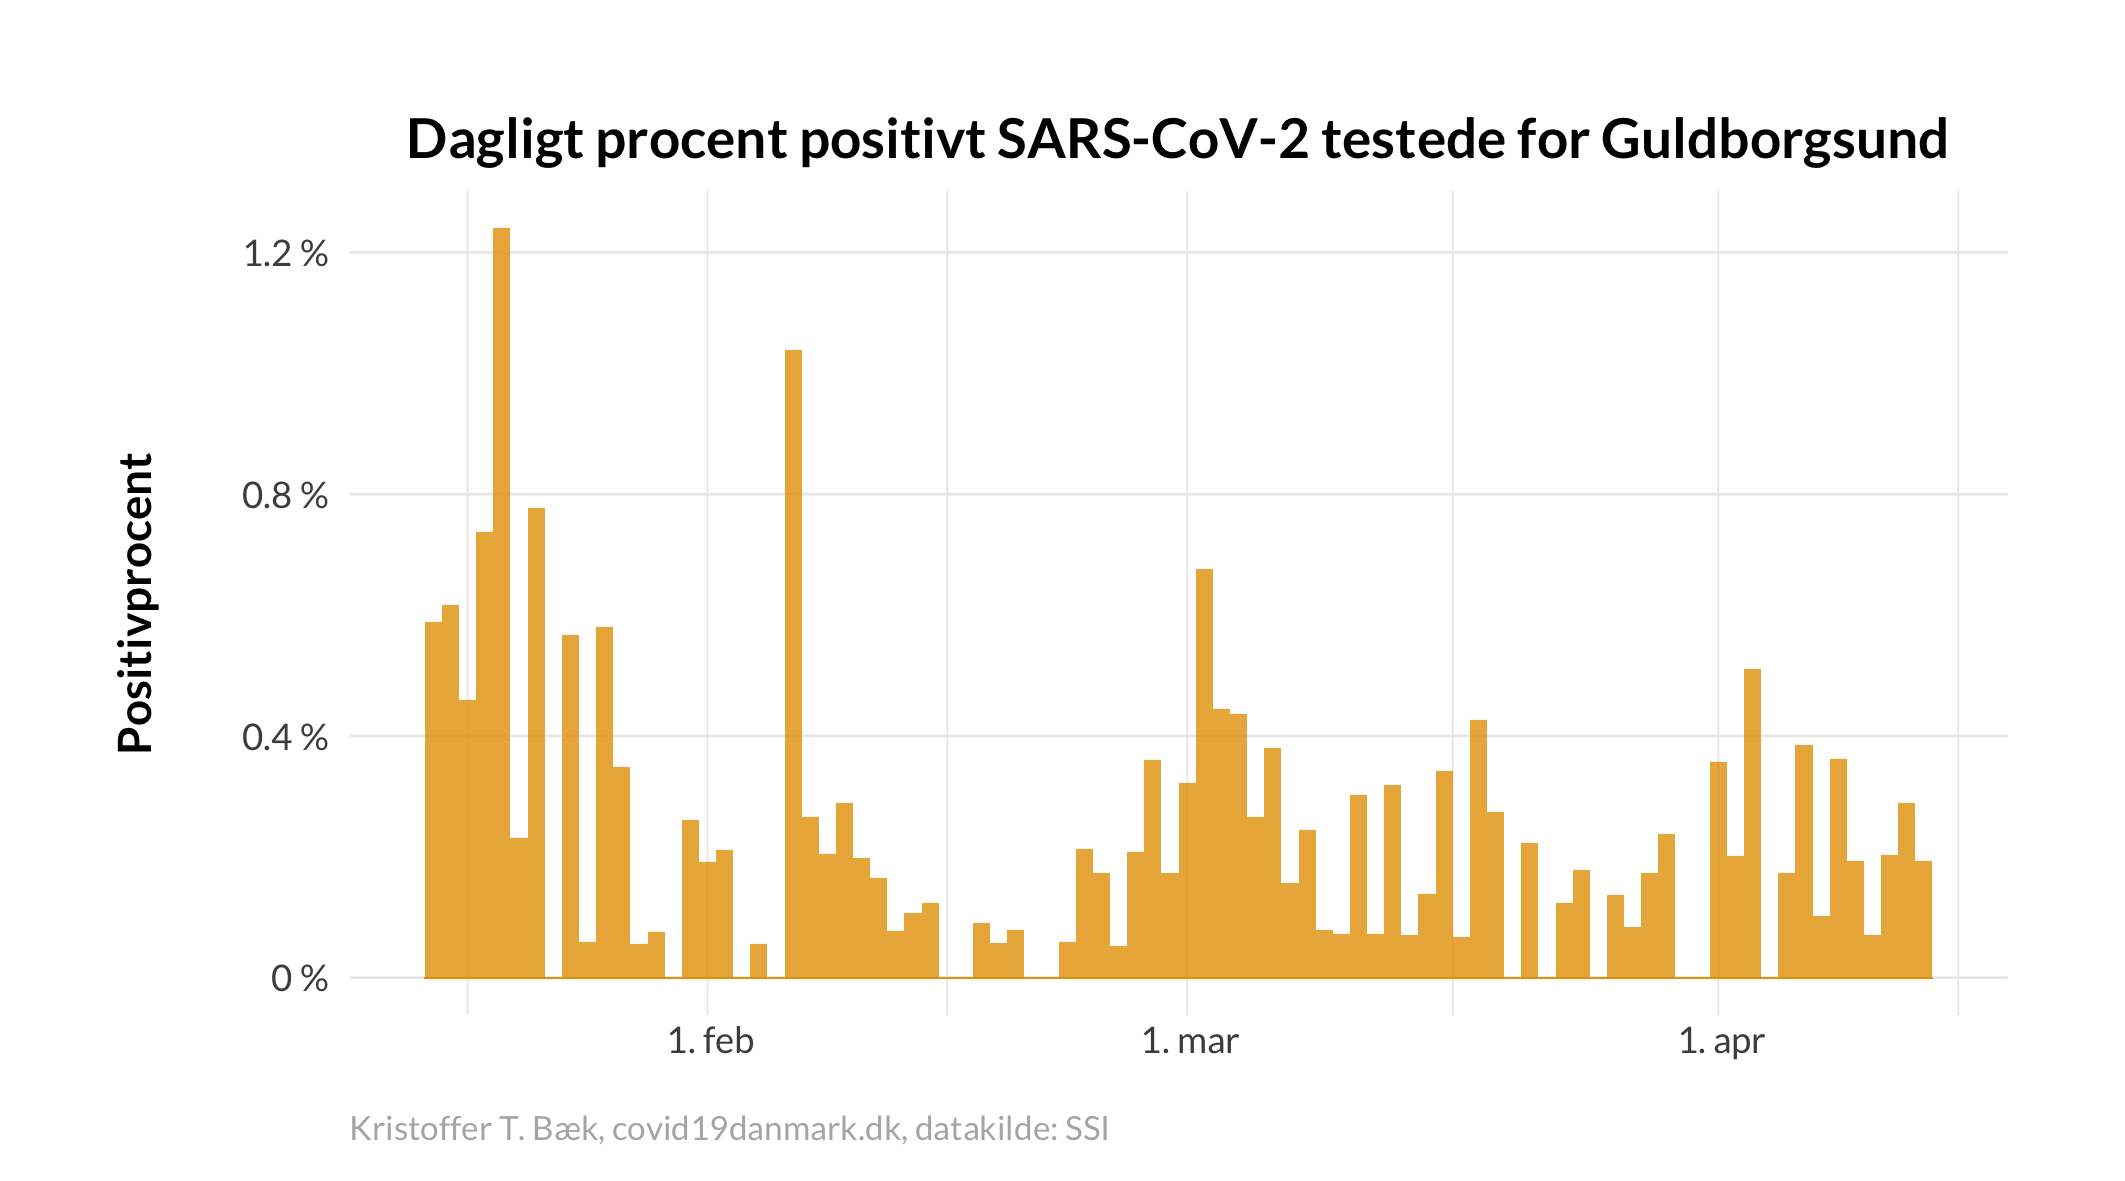 Dagligt procent positivt SARS-CoV-2 testede for Guldborgsund
Positivprocent
1.2 %
0.8 %
0.4 %
0 %
1. feb
1. mar
1. apr
Kristoffer T. Bæk, covid19danmark.dk, datakilde: SSI